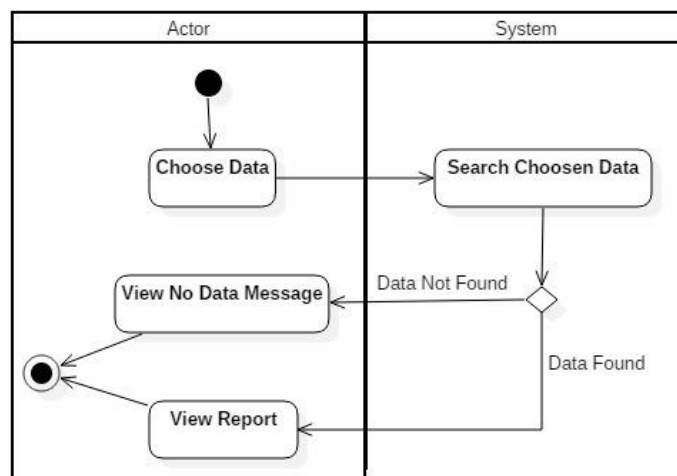 Actor
System
Choose Data
Search Choosen Data
View No Data Message
Data Not Found
Data Found
View Report